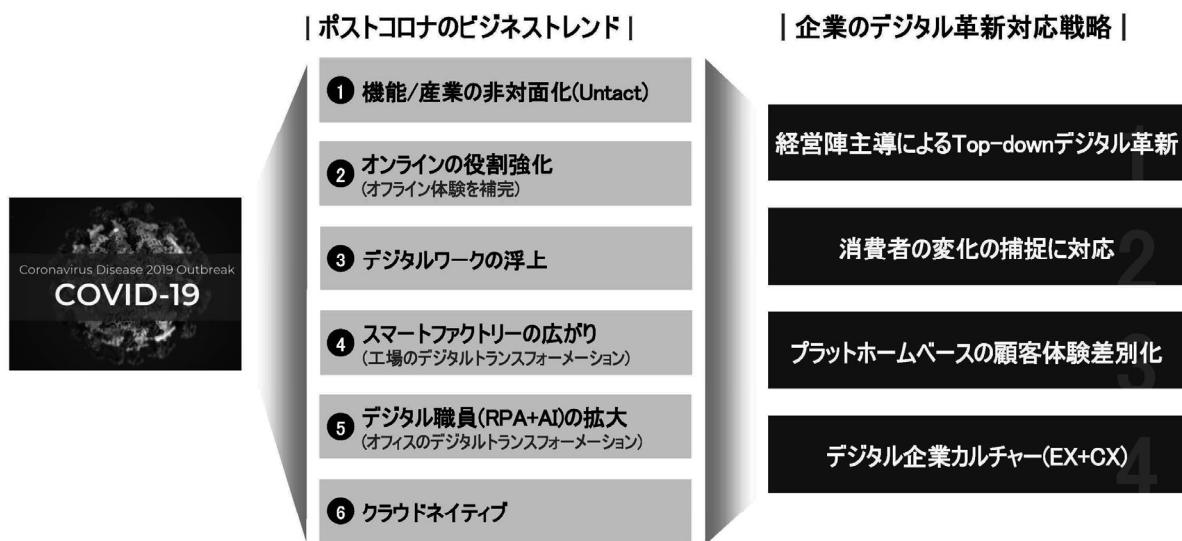 |ポストコロナのビジネストレンド|
|企業のデジタル革新対応戦略|
Coronavirus Disease 2019 Outbreak
COVID-19
❶ 機能/産業の非対面化(Untact)
❷ オンラインの役割強化
(オフライン体験を補完)
❸ デジタルワークの浮上
❹ スマートファクトリーの広がり
(工場のデジタルトランスフォーメーション)
❺ デジタル職員(RPA+AI)の拡大
(オフィスのデジタルトランスフォーメーション)
❻ クラウドネイティブ
経営陣主導によるTop-downデジタル革新
1
消費者の変化の捕捉に対応
2
プラットホームベースの顧客体験差別化
3
デジタル企業カルチャー(EX+CX)
4